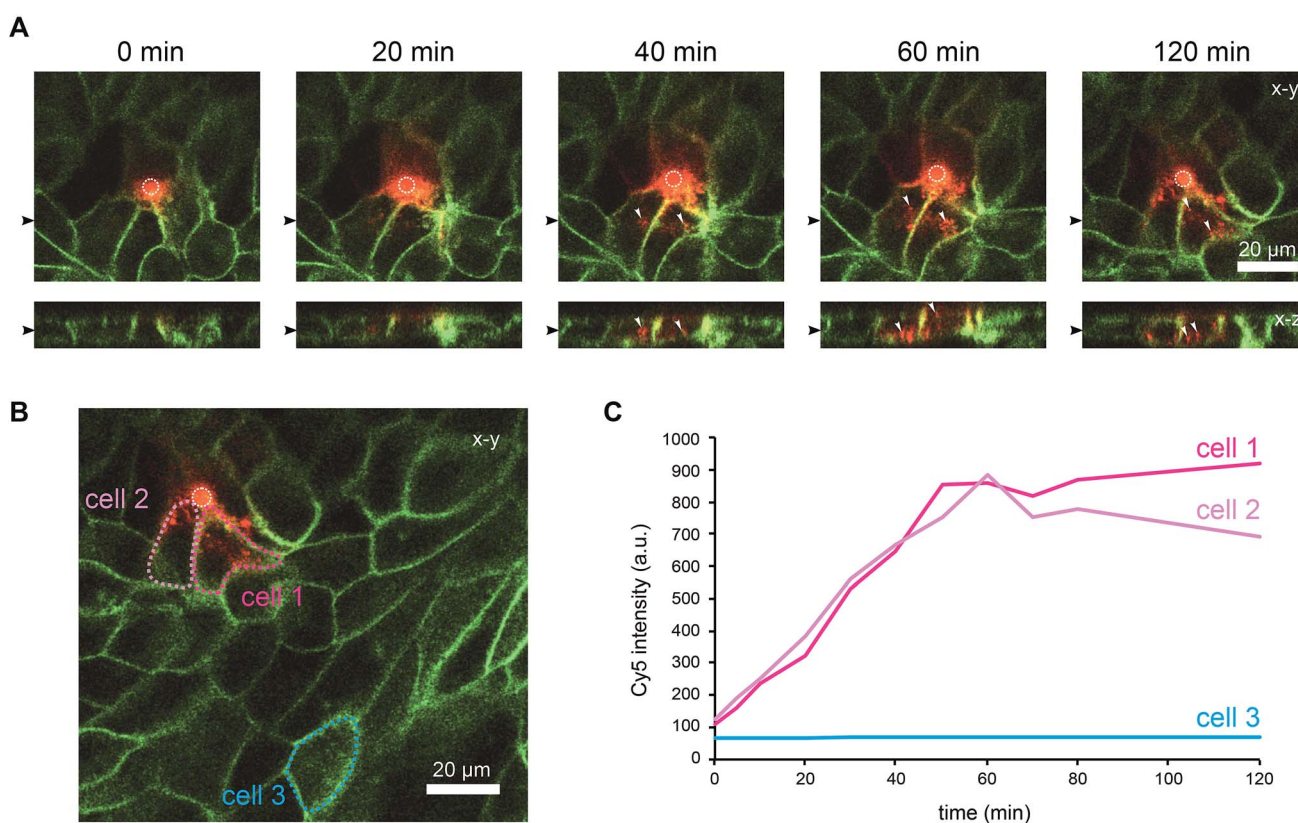 A
0 min
20 min
40 min
60 min
120 min
x-y
20 µm
x-z
B
x-y
cell 2
cell 1
cell 3
20 µm
C
1000
900
800
700
600
500
400
300
200
100
0
Cy5 intensity (a.u.)
cell 1
cell 2
cell 3
0
20
40
60
80
100
120
time (min)